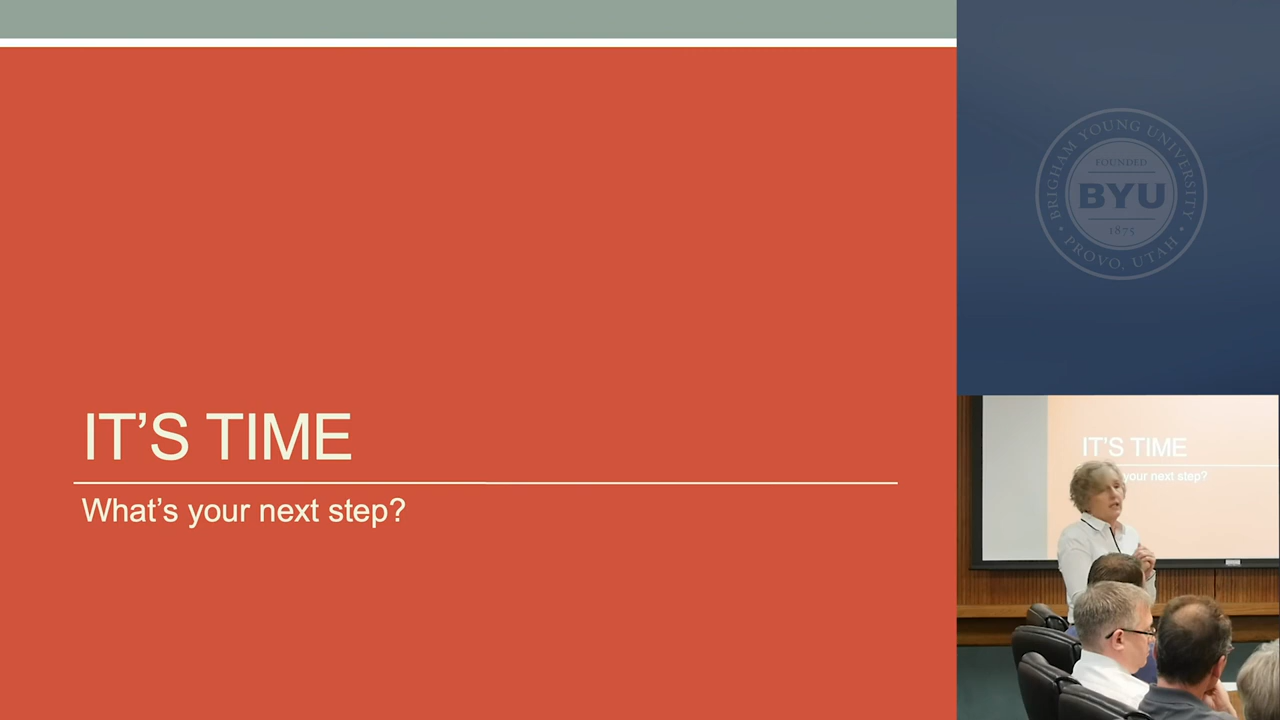 IT'S TIME
What's your next step?
BRIGHAM YOUNG UNIVERSITY
FOUNDED
BYU
1875
• PROVO, UTAH •
IT'S TIME
your next step?